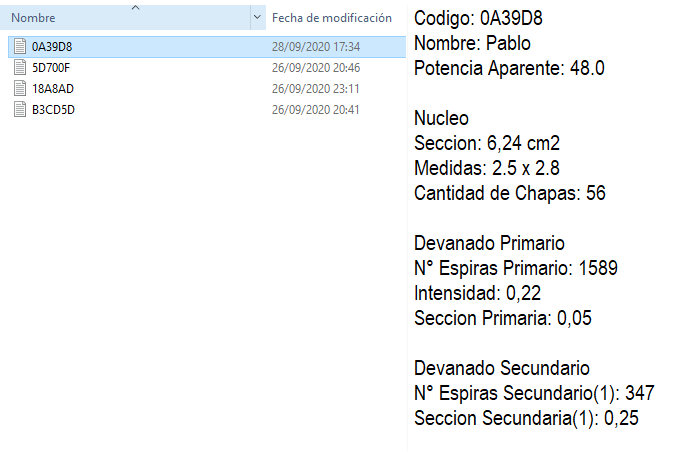 Nombre Fecha de modificación
0A39D8 28/09/2020 17:34
5D700F 26/09/2020 20:46
18A8AD 26/09/2020 23:11
B3CD5D 26/09/2020 20:41
Codigo: 0A39D8
Nombre: Pablo
Potencia Aparente: 48.0
Nucleo
Seccion: 6,24 cm2
Medidas: 2.5 x 2.8
Cantidad de Chapas: 56
Devanado Primario
N° Espiras Primario: 1589
Intensidad: 0,22
Seccion Primaria: 0,05
Devanado Secundario
N° Espiras Secundario(1): 347
Seccion Secundaria(1): 0,25